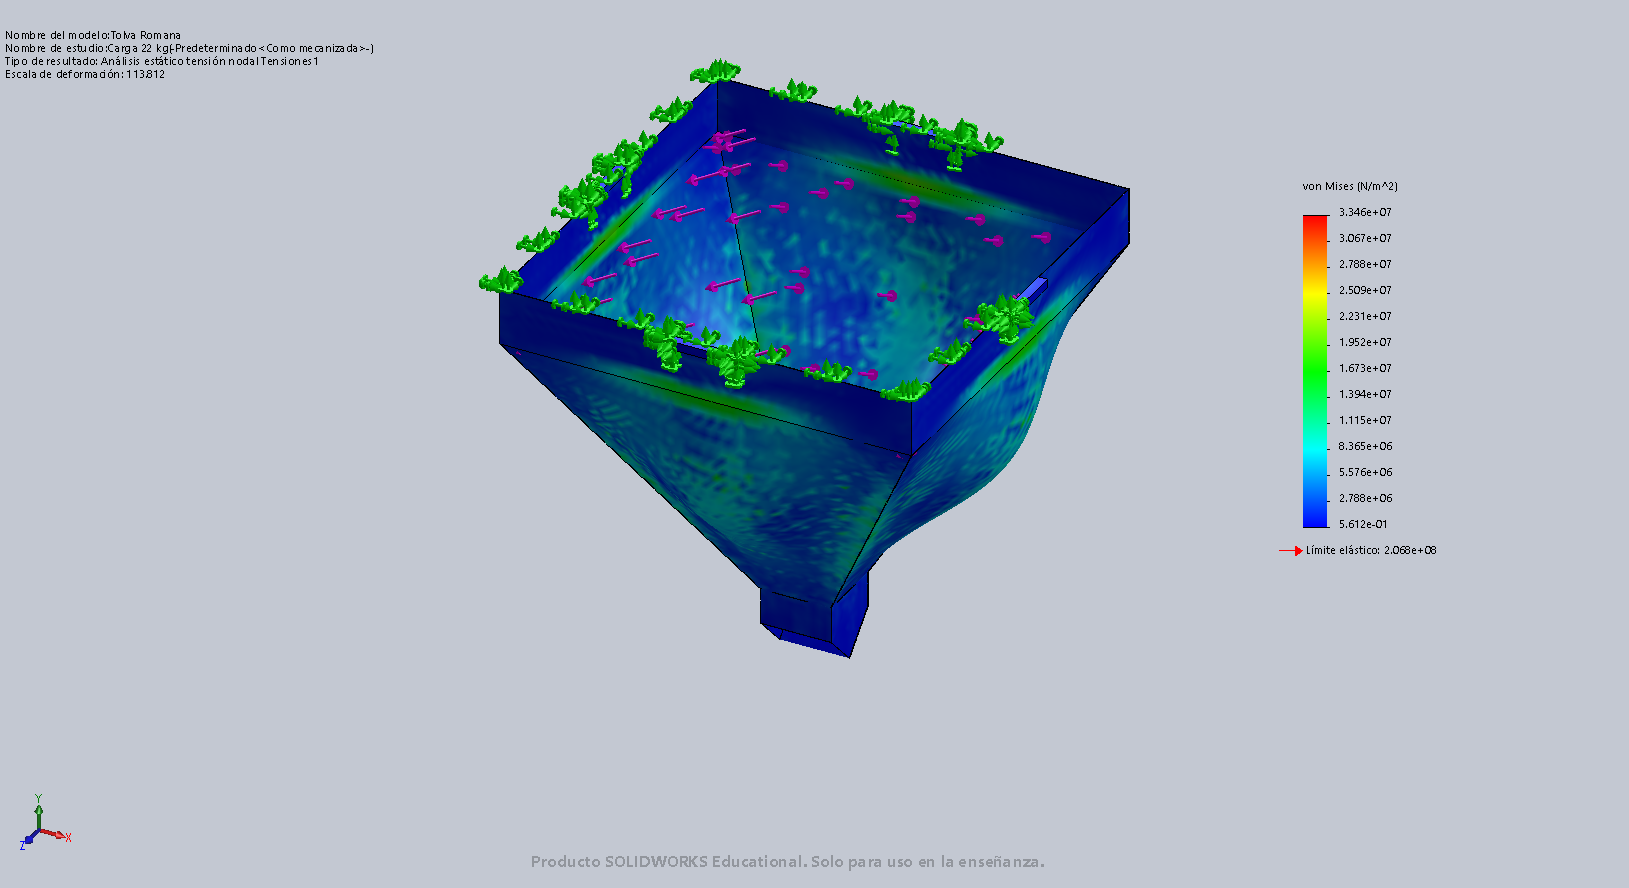 Nombre del modelo:Tolva Romana
Nombre de estudio:Carga 22 kg(-Predeterminado<Como mecanizada>-)
Tipo de resultado: Análisis estático tensión nodal Tensiones1
Escala de deformación: 113.812
von Mises (N/m^2)
3.346e+07
3.067e+07
2.788e+07
2.509e+07
2.231e+07
1.952e+07
1.673e+07
1.394e+07
1.115e+07
8.365e+06
5.576e+06
2.788e+06
5.612e-01
Límite elástico: 2.068e+08
Y
X
Z
Producto SOLIDWORKS Educational. Solo para uso en la enseñanza.